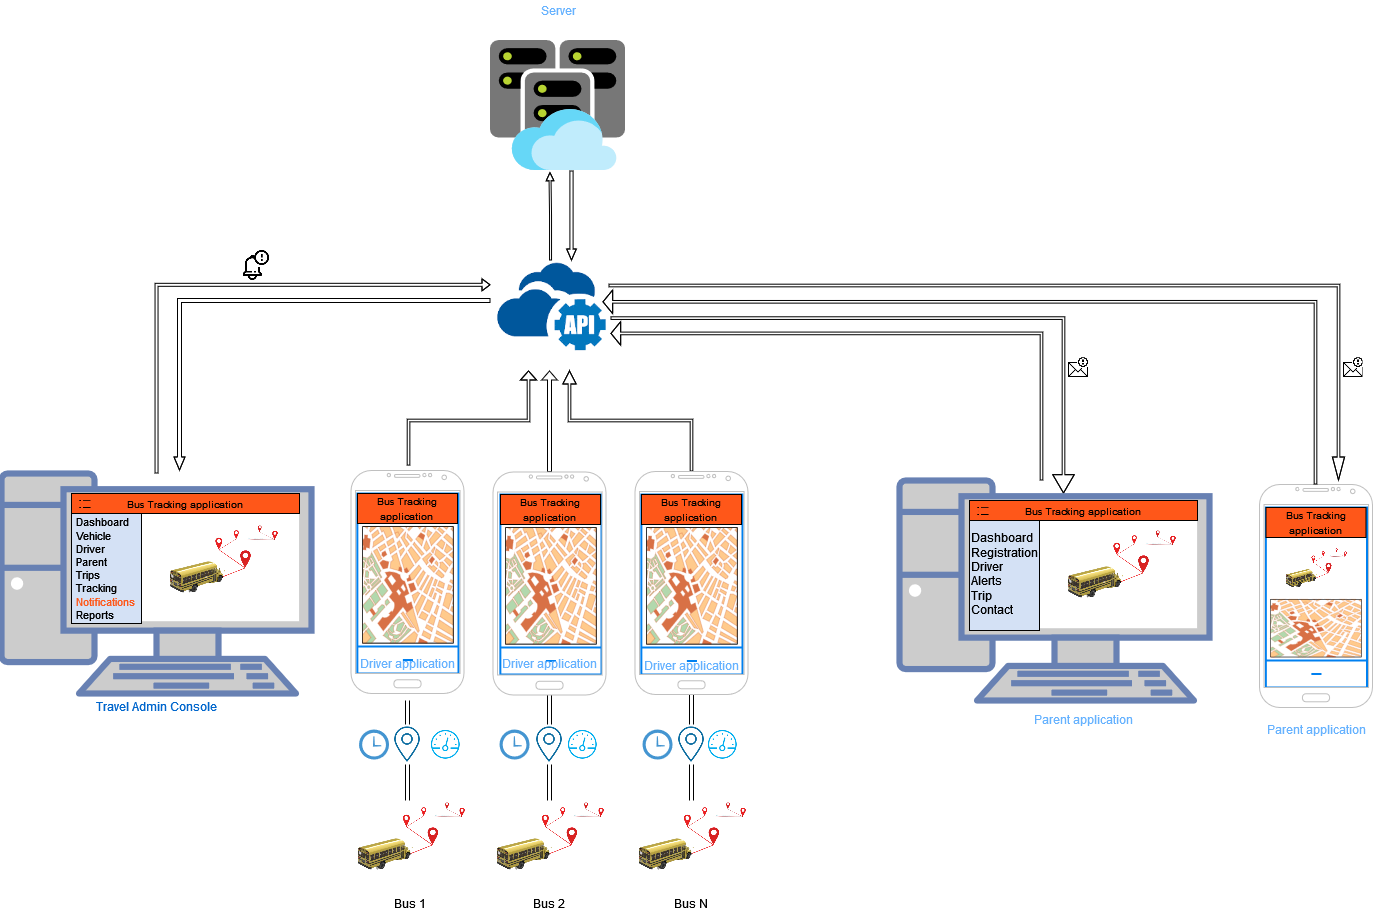 Server
API
Bus Tracking application
Dashboard
Vehicle
Driver
Parent
Trips
Tracking
Notifications
Reports
Travel Admin Console
Bus Tracking
application
Driver application
Bus Tracking
application
Driver application
Bus Tracking
application
Driver application
Bus Tracking application
Dashboard
Registration
Driver
Alerts
Trip
Contact
Parent application
Bus Tracking
application
Parent application
Bus 1
Bus 2
Bus N